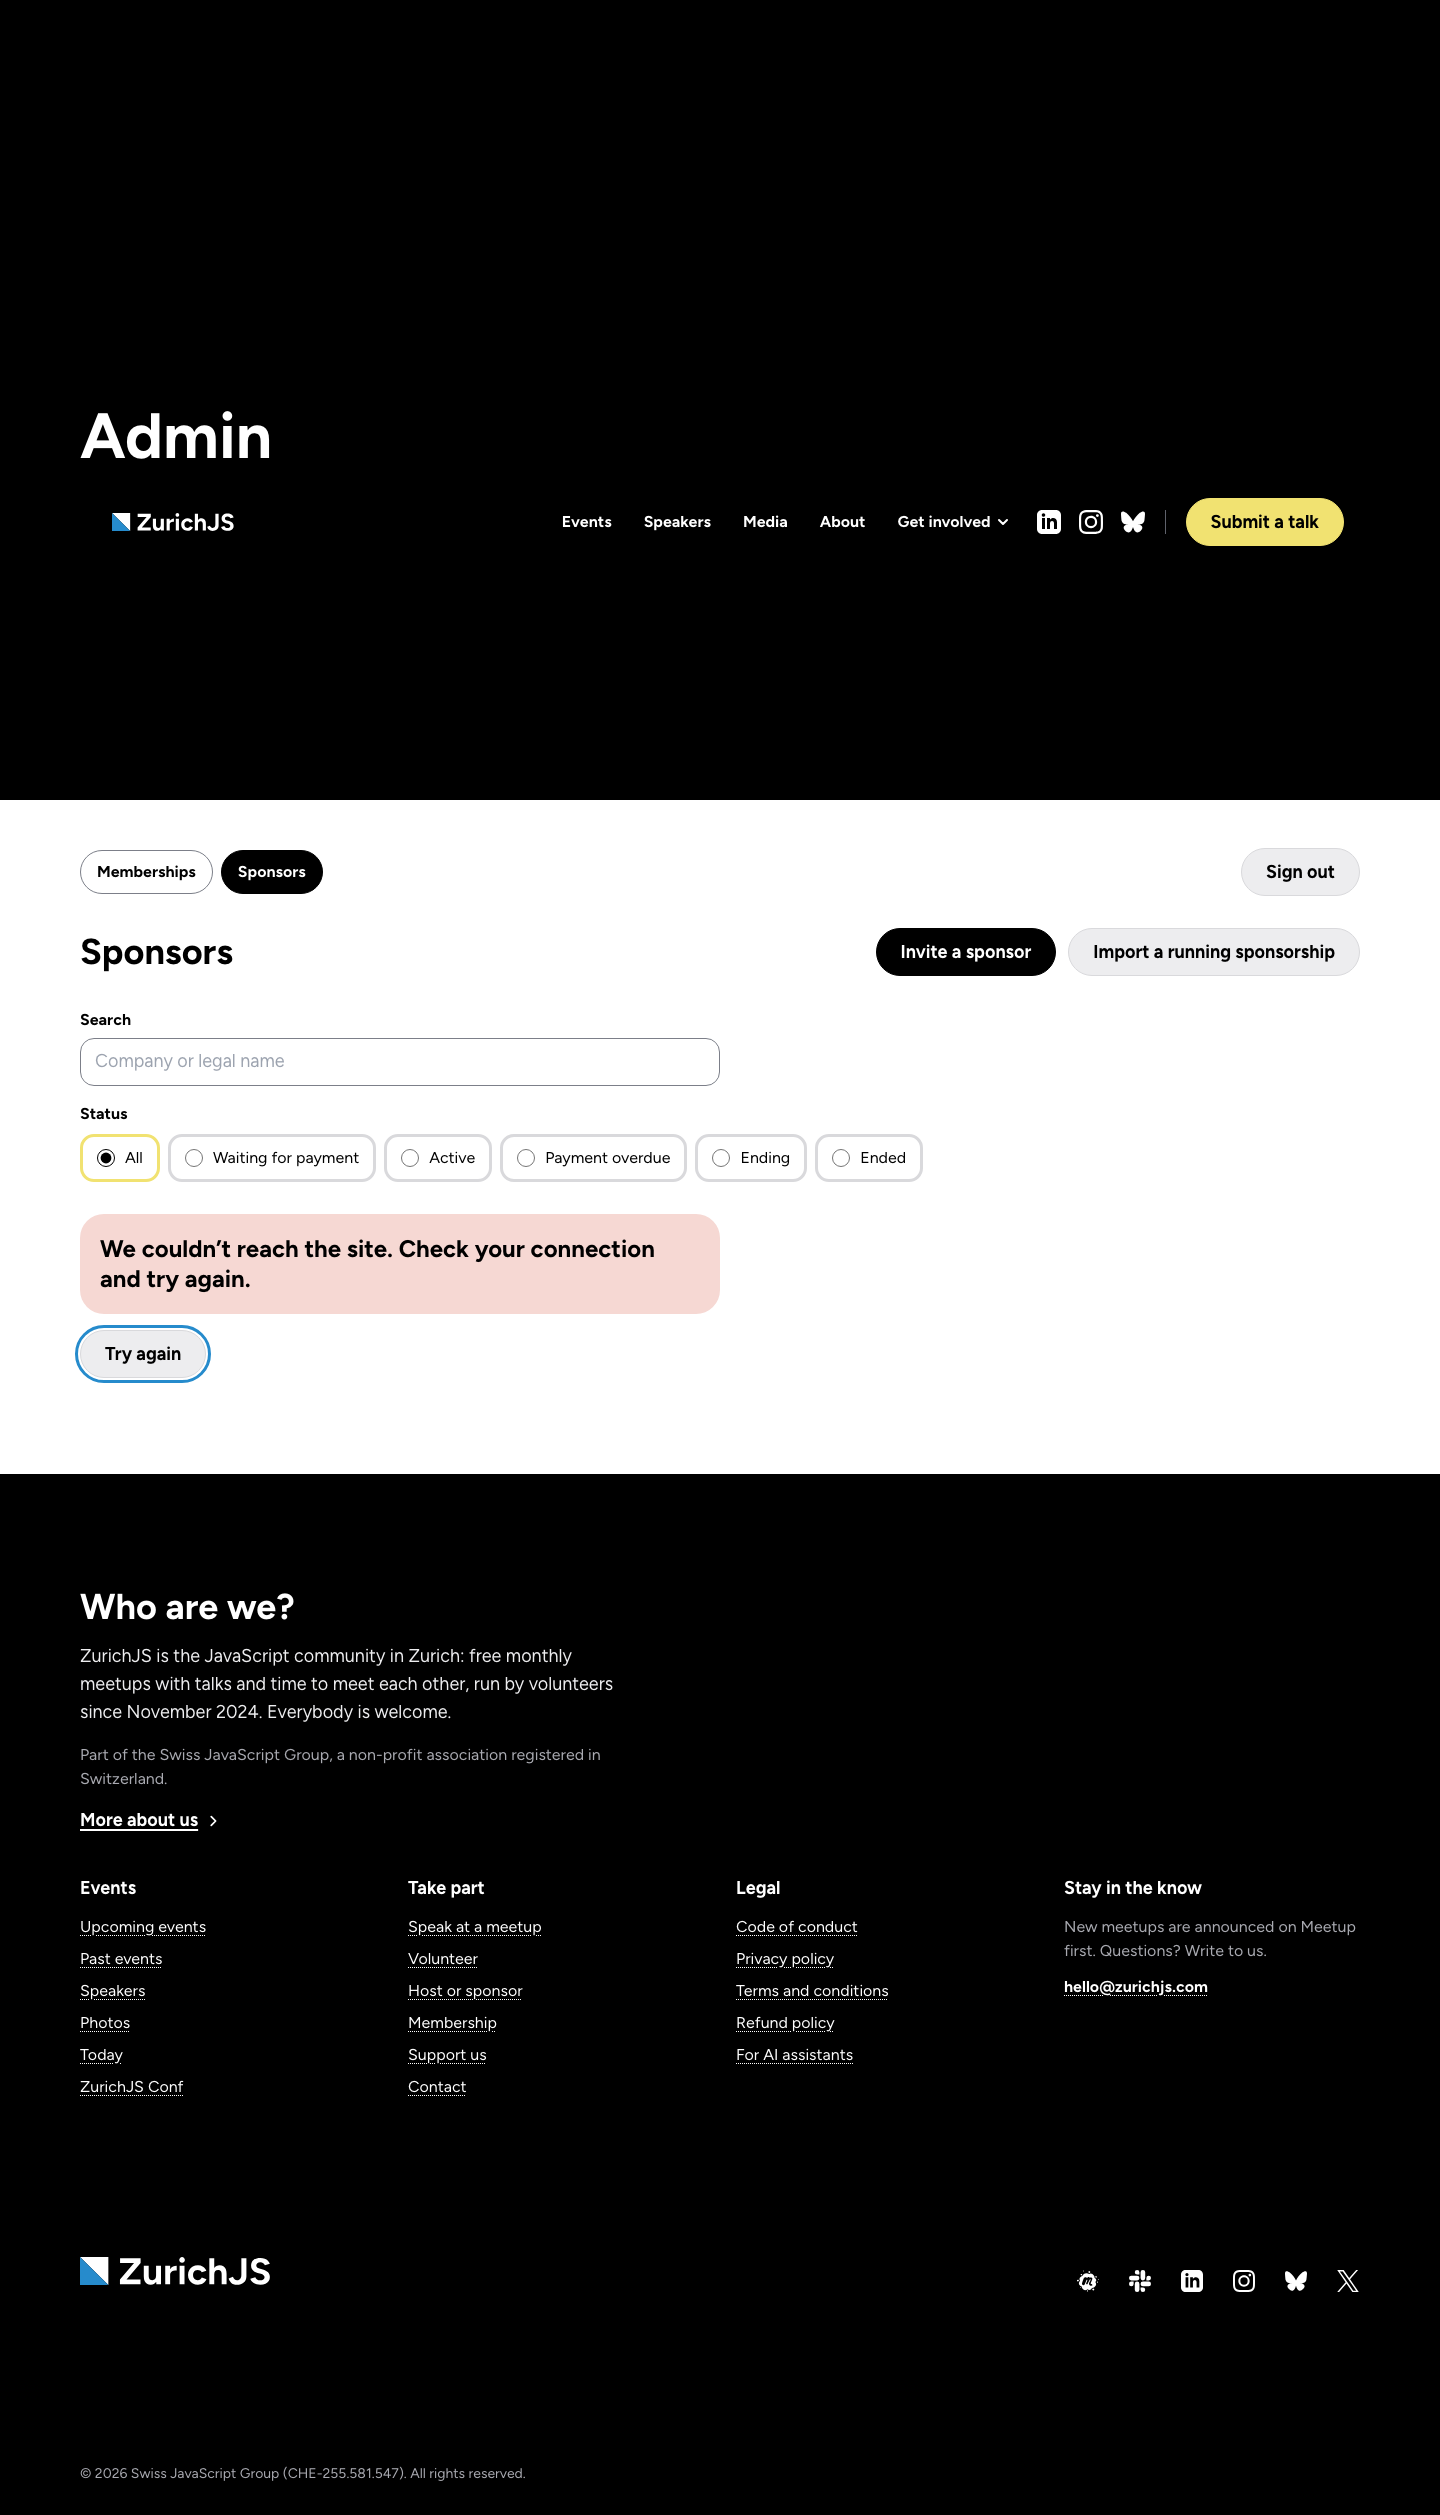 Admin
ZurichJS Events Speakers Media About Get involved Submit a talk
Memberships Sponsors Sign out
Sponsors Invite a sponsor Import a running sponsorship
Search
Company or legal name
Status
All Waiting for payment Active Payment overdue Ending Ended
We couldn’t reach the site. Check your connection
and try again.
Try again
Who are we?
ZurichJS is the JavaScript community in Zurich: free monthly
meetups with talks and time to meet each other, run by volunteers
since November 2024. Everybody is welcome.
Part of the Swiss JavaScript Group, a non-profit association registered in
Switzerland.
More about us
Events
Upcoming events
Past events
Speakers
Photos
Today
ZurichJS Conf
Take part
Speak at a meetup
Volunteer
Host or sponsor
Membership
Support us
Contact
Legal
Code of conduct
Privacy policy
Terms and conditions
Refund policy
For AI assistants
Stay in the know
New meetups are announced on Meetup
first. Questions? Write to us.
hello@zurichjs.com
ZurichJS
© 2026 Swiss JavaScript Group (CHE-255.581.547). All rights reserved.